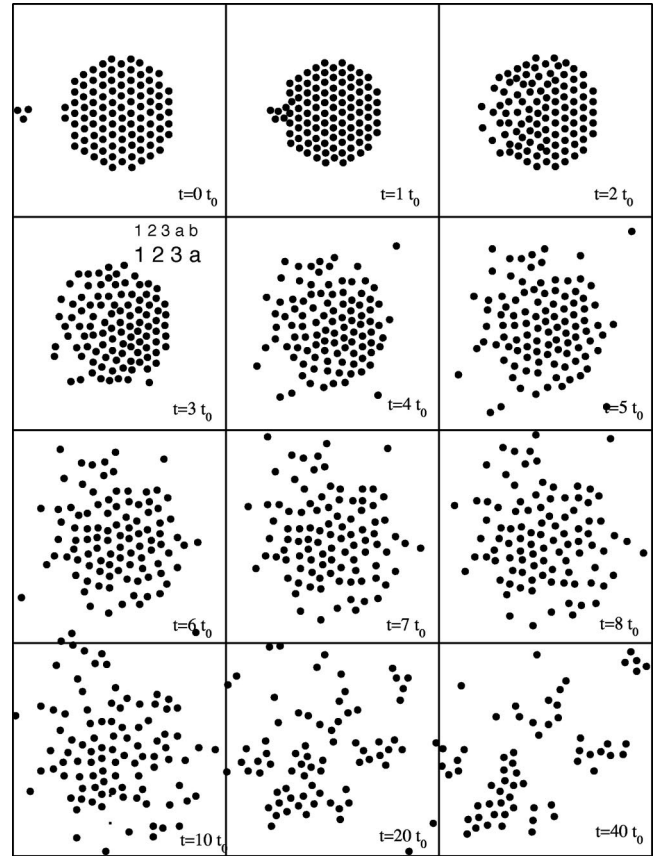 t=0 t₀
t=1 t₀
t=2 t₀
1 2 3 a b
1 2 3 a
t=3 t₀
t=4 t₀
t=5 t₀
t=6 t₀
t=7 t₀
t=8 t₀
t=10 t₀
t=20 t₀
t=40 t₀